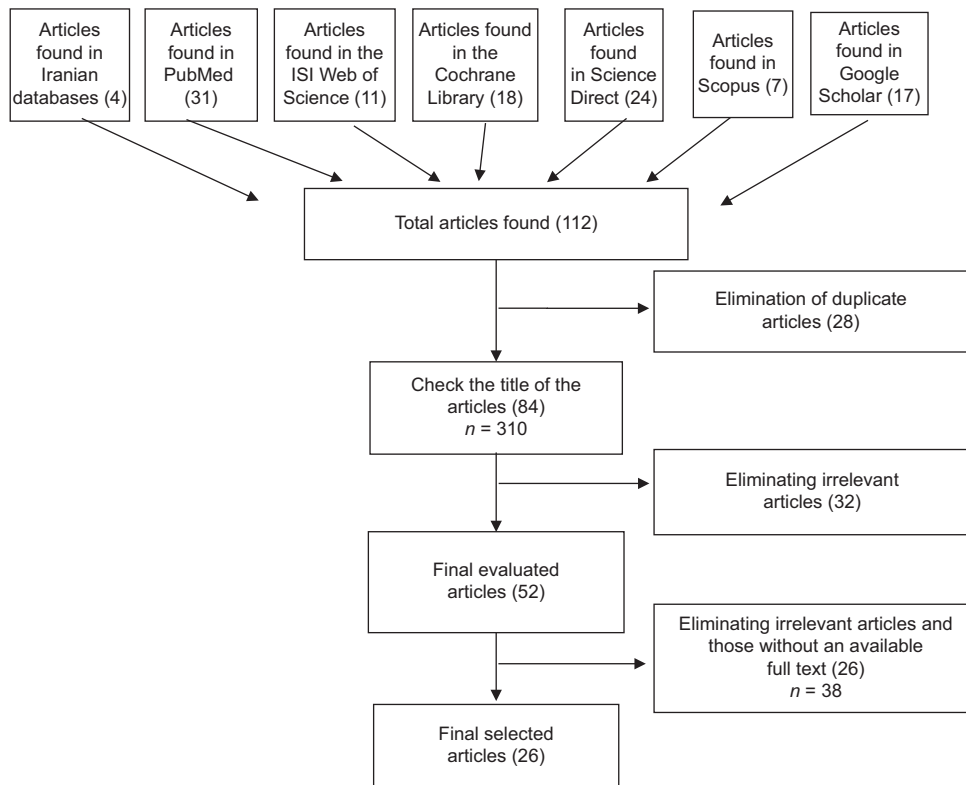 Articles
found in
Iranian
databases (4)
Articles
found in
PubMed
(31)
Articles
found in the
ISI Web of
Science (11)
Articles found
in the
Cochrane
Library (18)
Articles
found
in Science
Direct (24)
Articles
found in
Scopus (7)
Articles
found in
Google
Scholar (17)
Total articles found (112)
Elimination of duplicate
articles (28)
Check the title of the
articles (84)
n = 310
Eliminating irrelevant
articles (32)
Final evaluated
articles (52)
Eliminating irrelevant articles and
those without an available
full text (26)
n = 38
Final selected
articles (26)